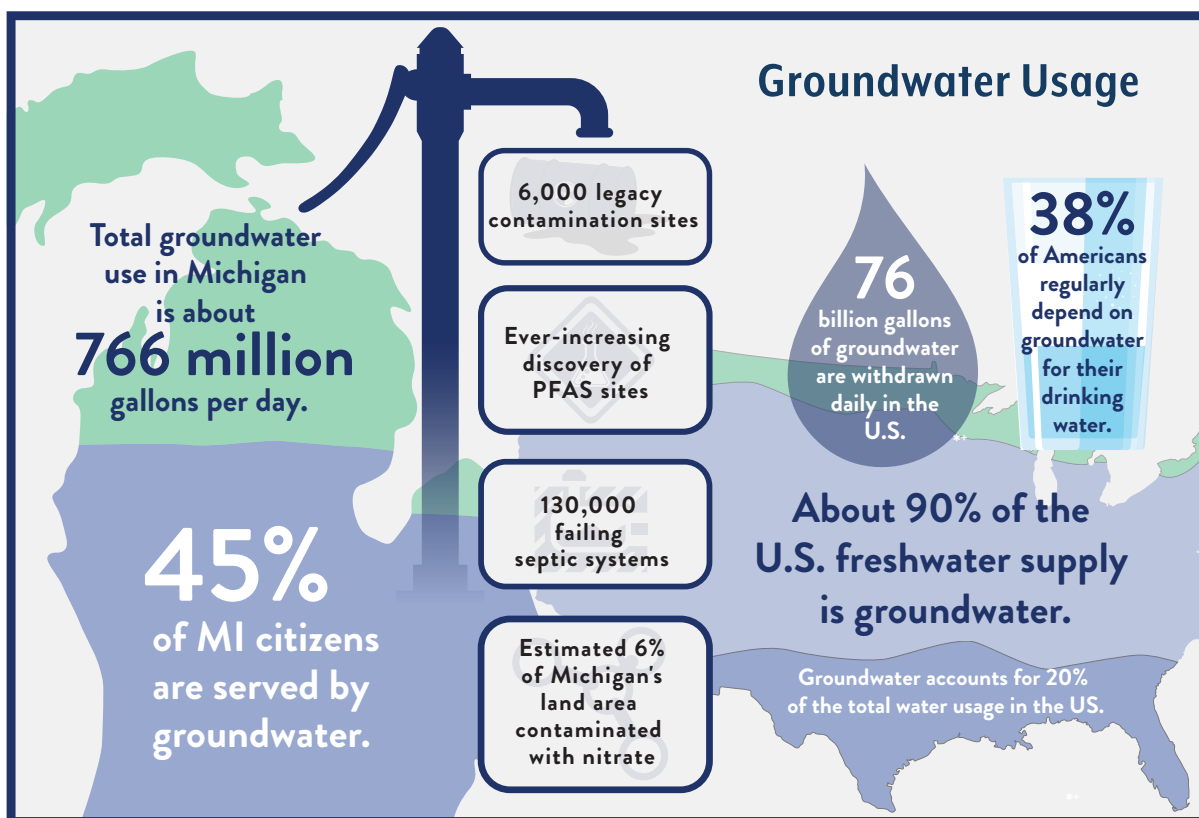 Groundwater Usage
Total groundwater
use in Michigan
is about
766 million
gallons per day.
45%
of MI citizens
are served by
groundwater.
6,000 legacy
contamination sites
Ever-increasing
discovery of
PFAS sites
130,000
failing
septic systems
Estimated 6%
of Michigan's
land area
contaminated
with nitrate
76
billion gallons
of groundwater
are withdrawn
daily in the
U.S.
*+
38%
of Americans
regularly
depend on
groundwater
for their
drinking
water.
About 90% of the
U.S. freshwater supply
is groundwater.
Groundwater accounts for 20%
of the total water usage in the US.
*+